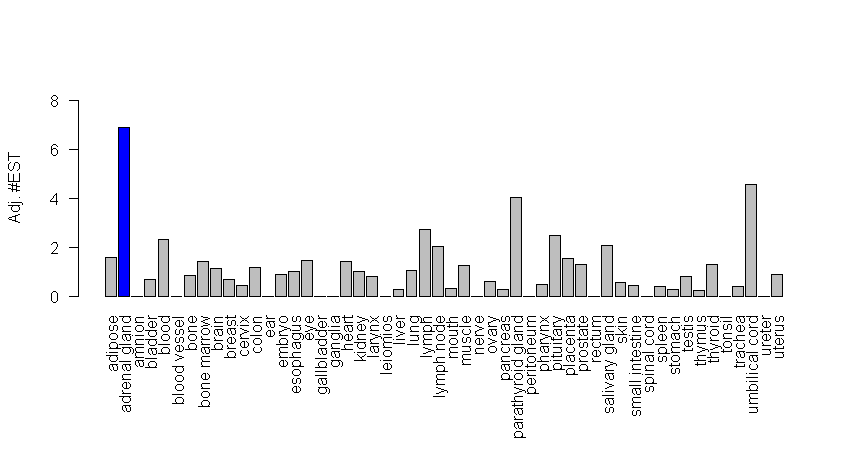 Adj. #EST
8
6
4
2
0
adipose
adrenal gland
amnion
bladder
blood
blood vessel
bone
bone marrow
brain
breast
cervix
colon
ear
embryo
esophagus
eye
gallbladder
ganglia
heart
kidney
larynx
leiomios
liver
lung
lymph
lymph node
mouth
muscle
nerve
ovary
pancreas
parathyroid gland
peritoneum
pharynx
pituitary
placenta
prostate
rectum
salivary gland
skin
small intestine
spinal cord
spleen
stomach
testis
thymus
thyroid
tonsil
trachea
umbilical cord
ureter
uterus